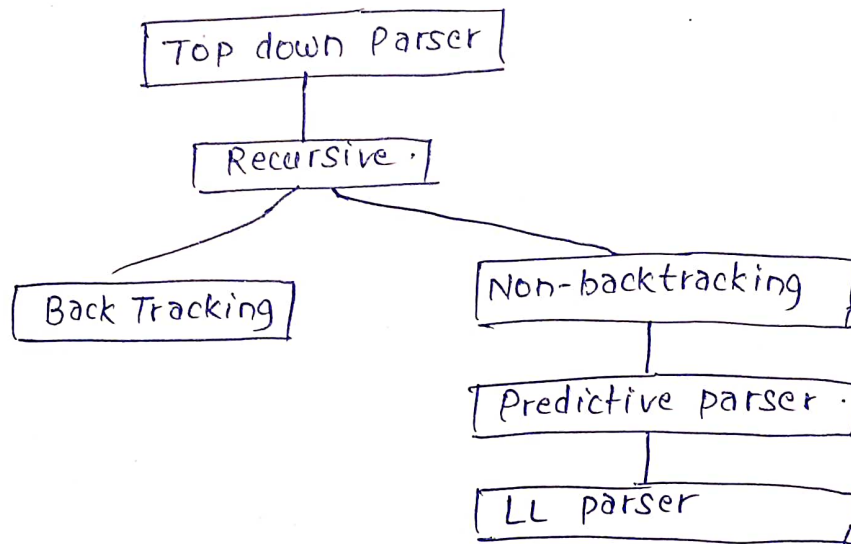 Top down Parser
Recursive.
Back Tracking
Non-backtracking
Predictive parser.
LL parser